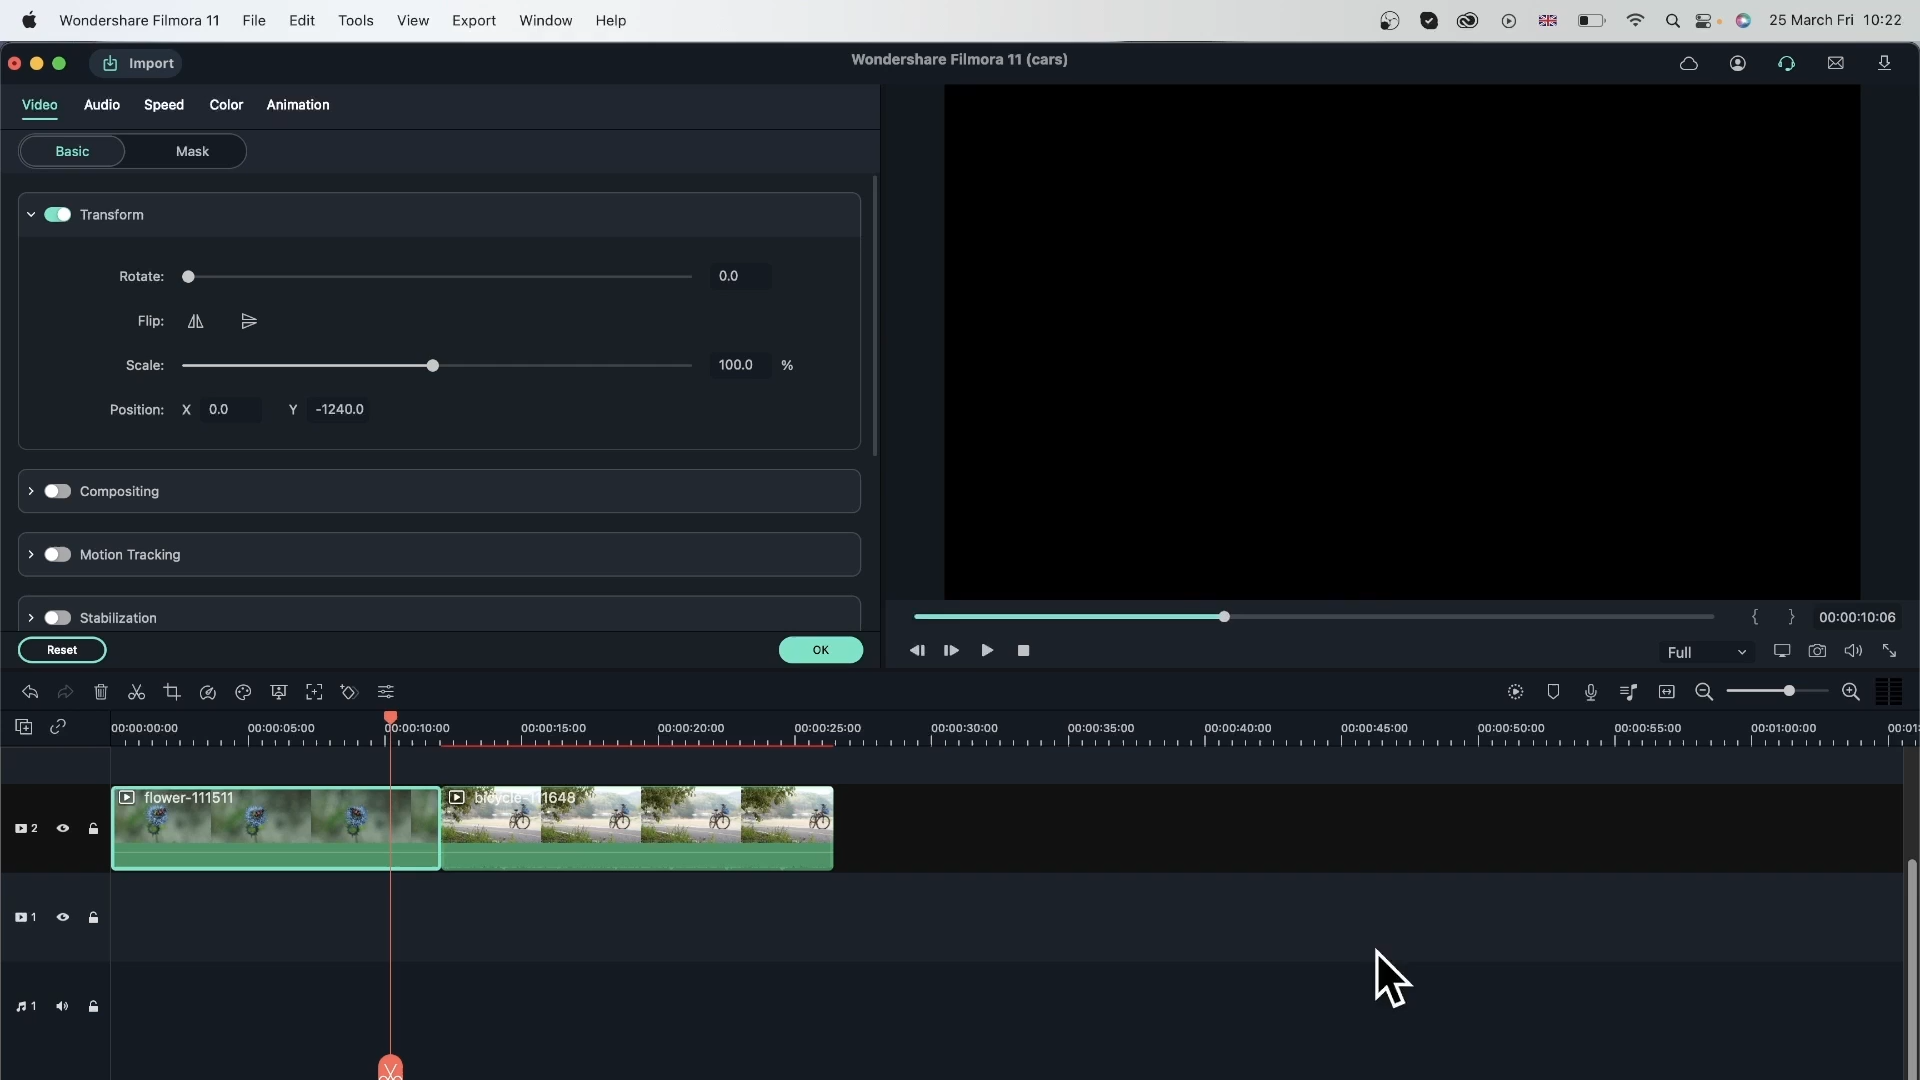 Wondershare Filmora 11 File Edit Tools View Export Window Help 25 March Fri 10:22
Import Wondershare Filmora 11 (cars)
Video Audio Speed Color Animation
Basic Mask
Transform
Rotate: 0.0
Flip:
Scale: 100.0 %
Position: X 0.0 Y -1240.0
Compositing
Motion Tracking
Stabilization
{ } 00:00:10:06
Reset OK
Full
00:00:00:00 00:00:05:00 00:00:10:00 00:00:15:00 00:00:20:00 00:00:25:00 00:00:30:00 00:00:35:00 00:00:40:00 00:00:45:00 00:00:50:00 00:00:55:00 00:01:00:00 00:01
flower-111511 bicycle-111648
2
1
1